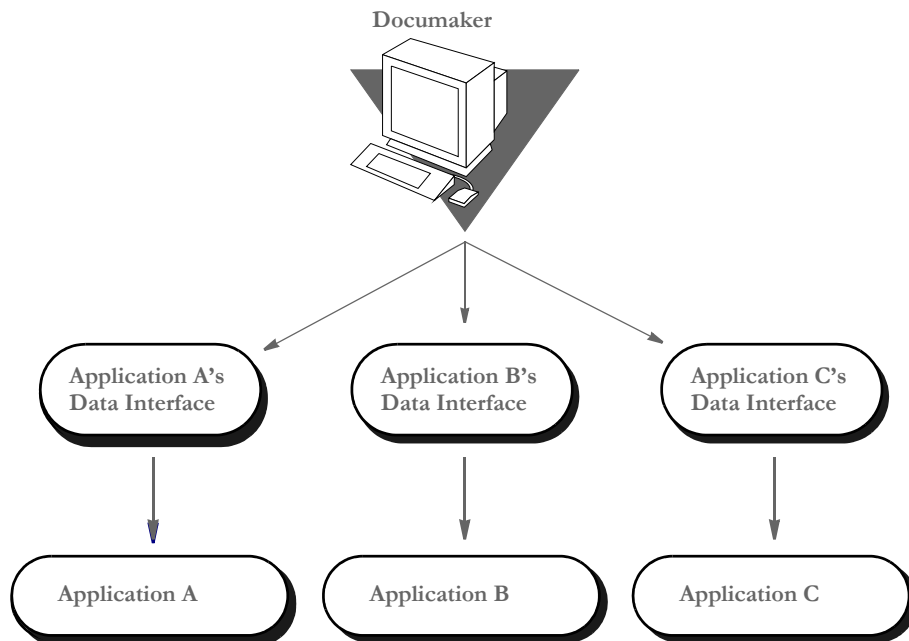 Documaker
Application A’s
Data Interface
Application B’s
Data Interface
Application C’s
Data Interface
Application A
Application B
Application C